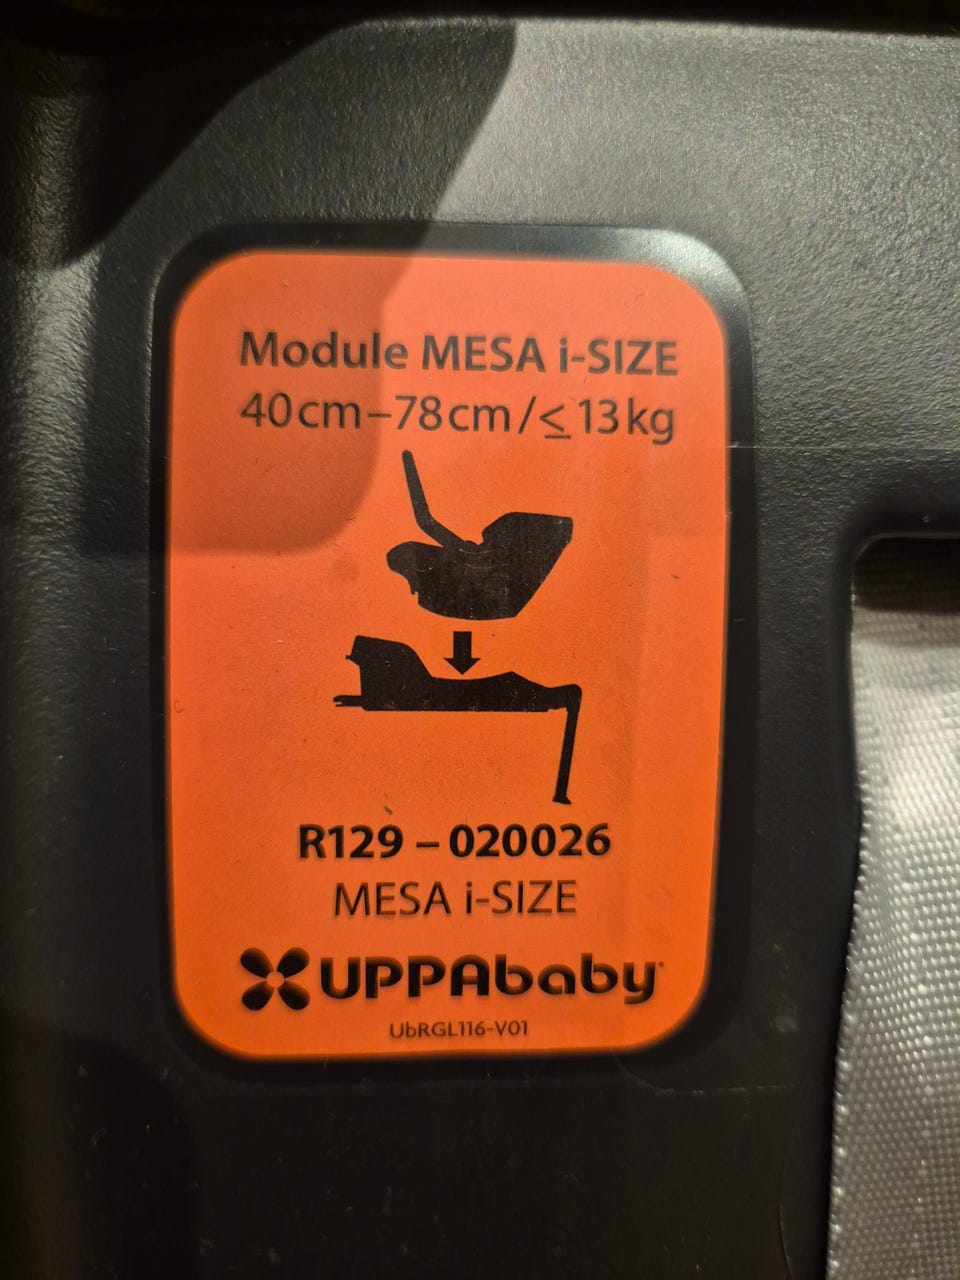 Module MESA i-SIZE
40cm–78cm/≤ 13kg
R129 – 020026
MESA i-SIZE
UPPAbaby
UbRGL116-V01